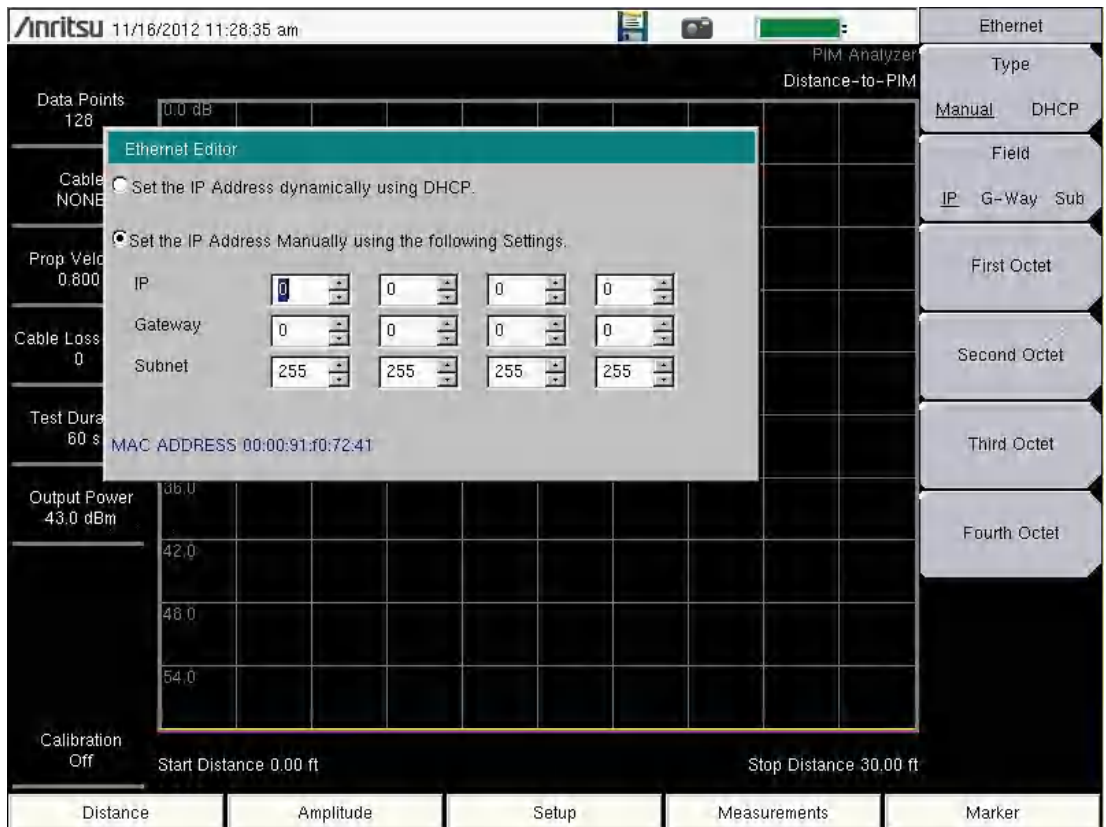 Anritsu 11/16/2012 11:28:35 am
Ethernet
PIM Analyzer
Distance-to-PIM
Type
Manual DHCP
Field
IP G-Way Sub
First Octet
Second Octet
Third Octet
Fourth Octet
Data Points
128
Cable
NONE
Prop Velo
0.800
Cable Loss
0
Test Dura
60 s
Output Power
43.0 dBm
Calibration
Off
0.0 dB
Ethernet Editor
Set the IP Address dynamically using DHCP.
Set the IP Address Manually using the following Settings.
IP 0 0 0 0
Gateway 0 0 0 0
Subnet 255 255 255 255
MAC ADDRESS 00:00:91:f0:72:41
36.0
42.0
48.0
54.0
Start Distance 0.00 ft Stop Distance 30.00 ft
Distance Amplitude Setup Measurements Marker